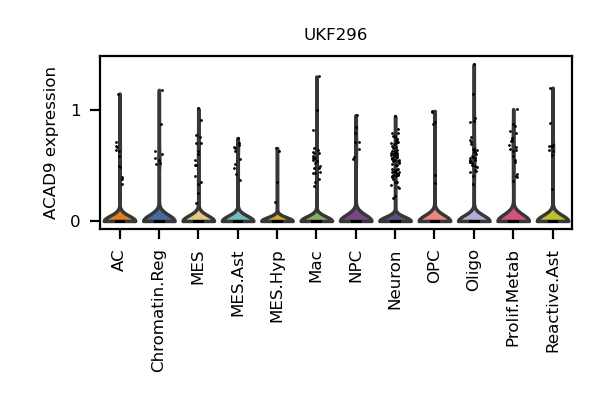 UKF296
ACAD9 expression
1
0
AC
Chromatin.Reg
MES
MES.Ast
MES.Hyp
Mac
NPC
Neuron
OPC
Oligo
Prolif.Metab
Reactive.Ast